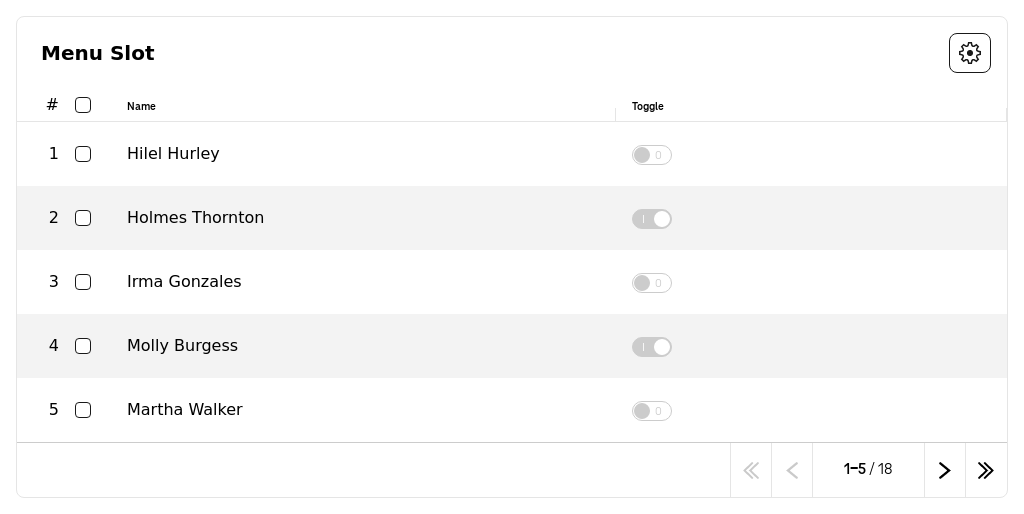 Menu Slot
# Name Toggle
1 Hilel Hurley 0
2 Holmes Thornton I
3 Irma Gonzales 0
4 Molly Burgess I
5 Martha Walker 0
1–5 / 18